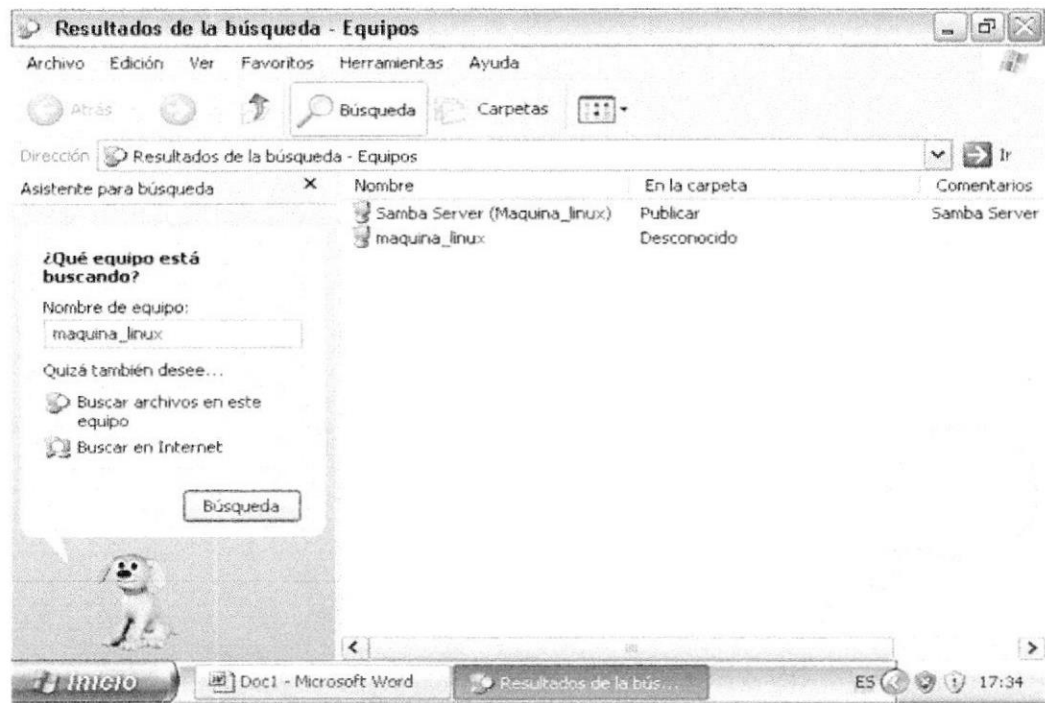 Resultados de la búsqueda - Equipos
Archivo Edición Ver Favoritos Herramientas Ayuda
Atrás Búsqueda Carpetas
Dirección Resultados de la búsqueda - Equipos Ir
Asistente para búsqueda
¿Qué equipo está
buscando?
Nombre de equipo:
maquina_linux
Quizá también desee...
Buscar archivos en este
equipo
Buscar en Internet
Búsqueda
Nombre En la carpeta Comentarios
Samba Server (Maquina_linux) Publicar Samba Server
maquina_linux Desconocido
Inicio Doc1 - Microsoft Word Resultados de la bús... ES 17:34